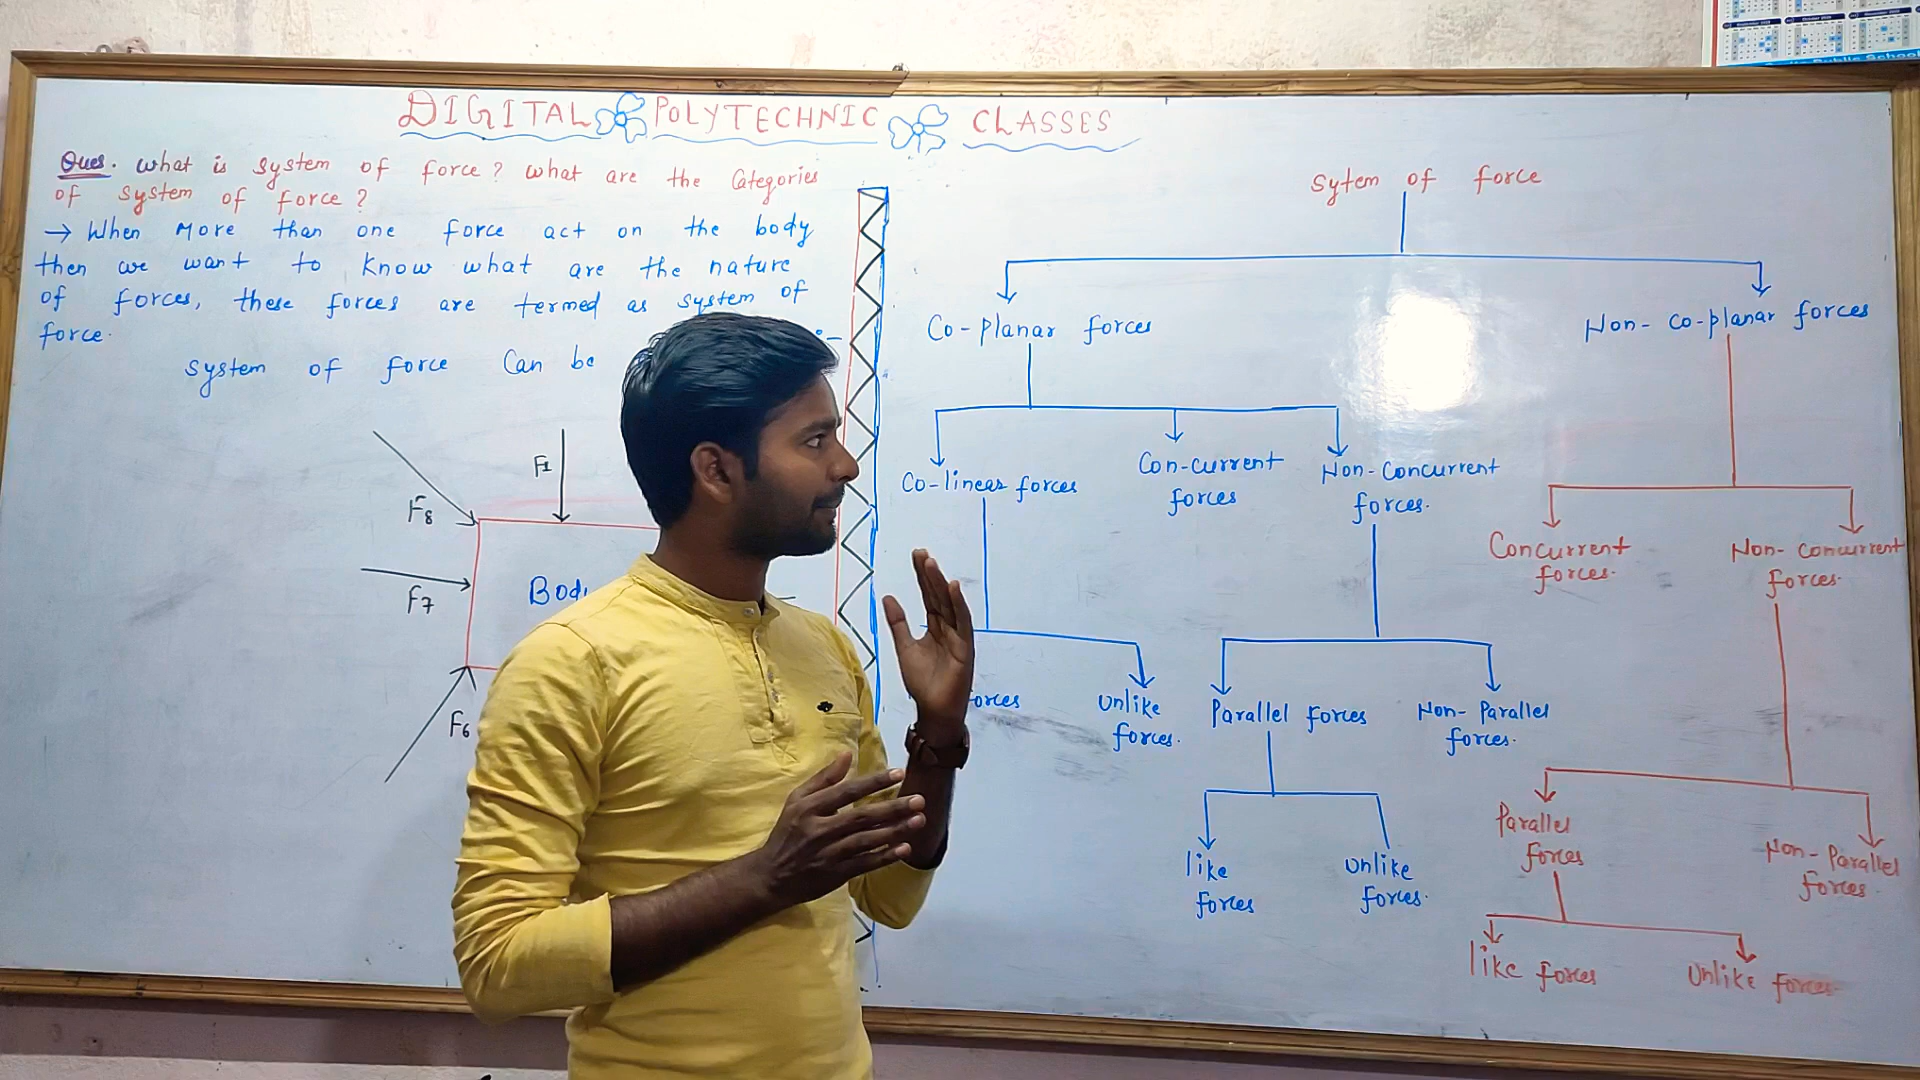 DIGITAL POLYTECHNIC CLASSES
Ques. What is system of force? What are the Categories
of system of force?
→ When More than one force act on the body
then we want to know what are the nature
of forces, these forces are termed as system of
force.
System of force Can be
F8
F1
F7
Body
F6
Sytem of force
Co-planar forces
Non-co-planar forces
Co-linear forces
Con-current
forces
Non-Concurrent
forces.
Concurrent
forces.
Non-concurrent
forces.
forces
Unlike
forces.
Parallel forces
Non-Parallel
forces.
like
forces
Unlike
forces.
Parallel
forces
Non-Parallel
forces.
like forces
Unlike forces